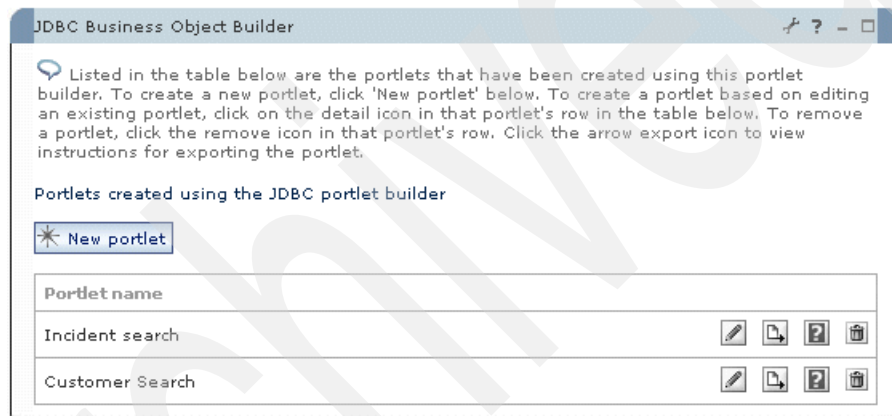 JDBC Business Object Builder
Listed in the table below are the portlets that have been created using this portlet
builder. To create a new portlet, click 'New portlet' below. To create a portlet based on editing
an existing portlet, click on the detail icon in that portlet's row in the table below. To remove
a portlet, click the remove icon in that portlet's row. Click the arrow export icon to view
instructions for exporting the portlet.
Portlets created using the JDBC portlet builder
New portlet
Portlet name
Incident search
Customer Search